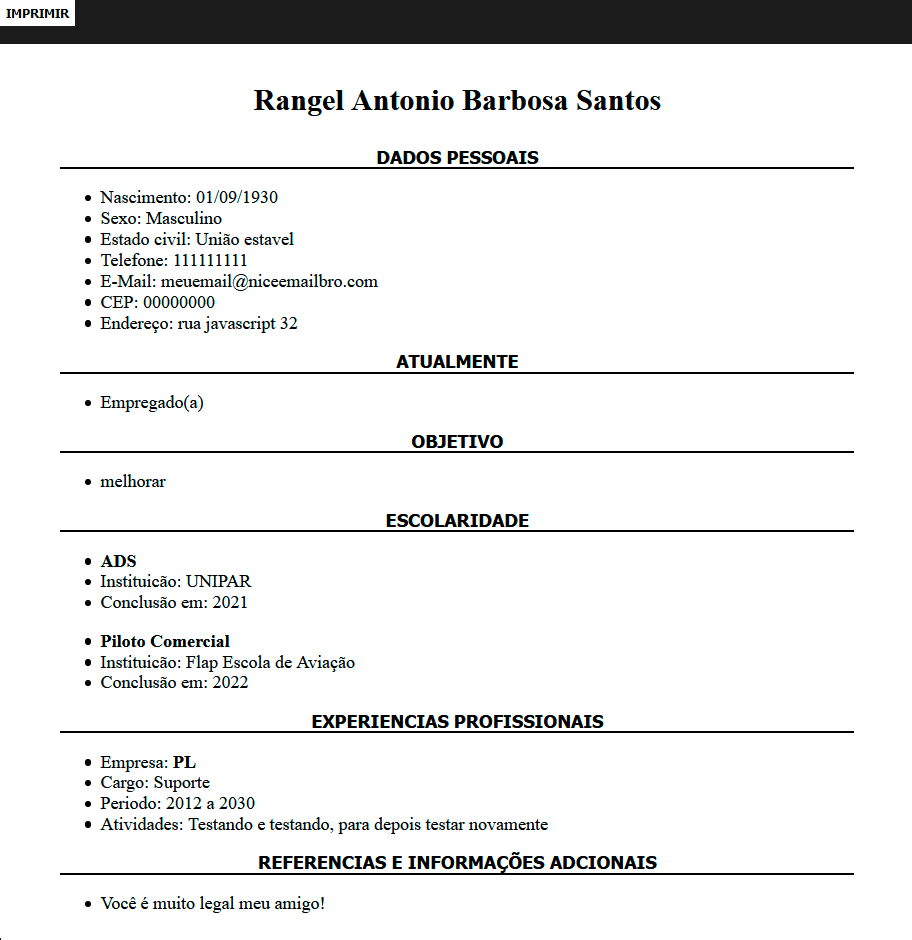 IMPRIMIR
Rangel Antonio Barbosa Santos
DADOS PESSOAIS
Nascimento: 01/09/1930
Sexo: Masculino
Estado civil: União estavel
Telefone: 111111111
E-Mail: meuemail@niceemailbro.com
CEP: 00000000
Endereço: rua javascript 32
ATUALMENTE
Empregado(a)
OBJETIVO
melhorar
ESCOLARIDADE
ADS
Instituicão: UNIPAR
Conclusão em: 2021
Piloto Comercial
Instituicão: Flap Escola de Aviação
Conclusão em: 2022
EXPERIENCIAS PROFISSIONAIS
Empresa: PL
Cargo: Suporte
Periodo: 2012 a 2030
Atividades: Testando e testando, para depois testar novamente
REFERENCIAS E INFORMAÇÕES ADCIONAIS
Você é muito legal meu amigo!